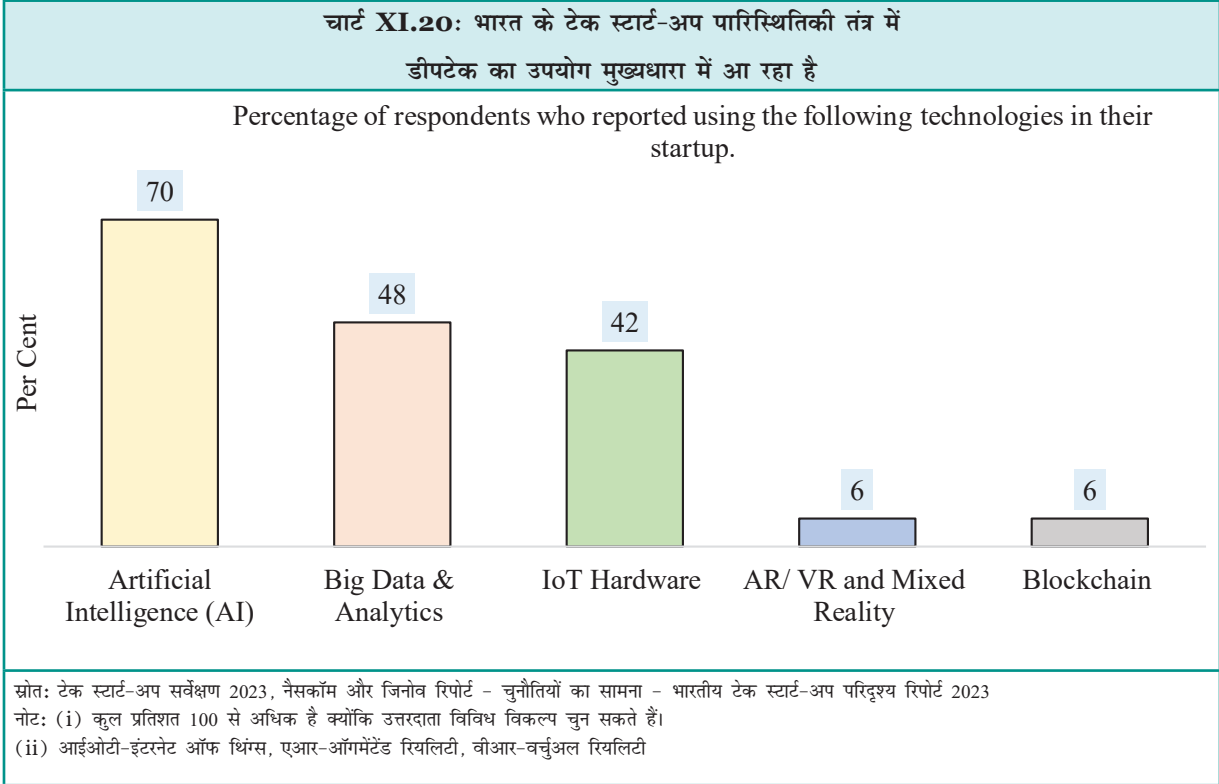 चार्ट XI.20: भारत के टेक स्टार्ट-अप पारिस्थितिकी तंत्र में
डीपटेक का उपयोग मुख्यधारा में आ रहा है
Percentage of respondents who reported using the following technologies in their
startup.
70
48
42
6
6
Per Cent
Artificial
Intelligence (AI)
Big Data &
Analytics
IoT Hardware
AR/ VR and Mixed
Reality
Blockchain
स्रोत: टेक स्टार्ट-अप सर्वेक्षण 2023, नैसकॉम और जिनोव रिपोर्ट - चुनौतियों का सामना - भारतीय टेक स्टार्ट-अप परिदृश्य रिपोर्ट 2023
नोट: (i) कुल प्रतिशत 100 से अधिक है क्योंकि उत्तरदाता विविध विकल्प चुन सकते हैं।
(ii) आईओटी-इंटरनेट ऑफ थिंग्स, एआर-ऑगमेंटेंड रियलिटी, वीआर-वर्चुअल रियलिटी